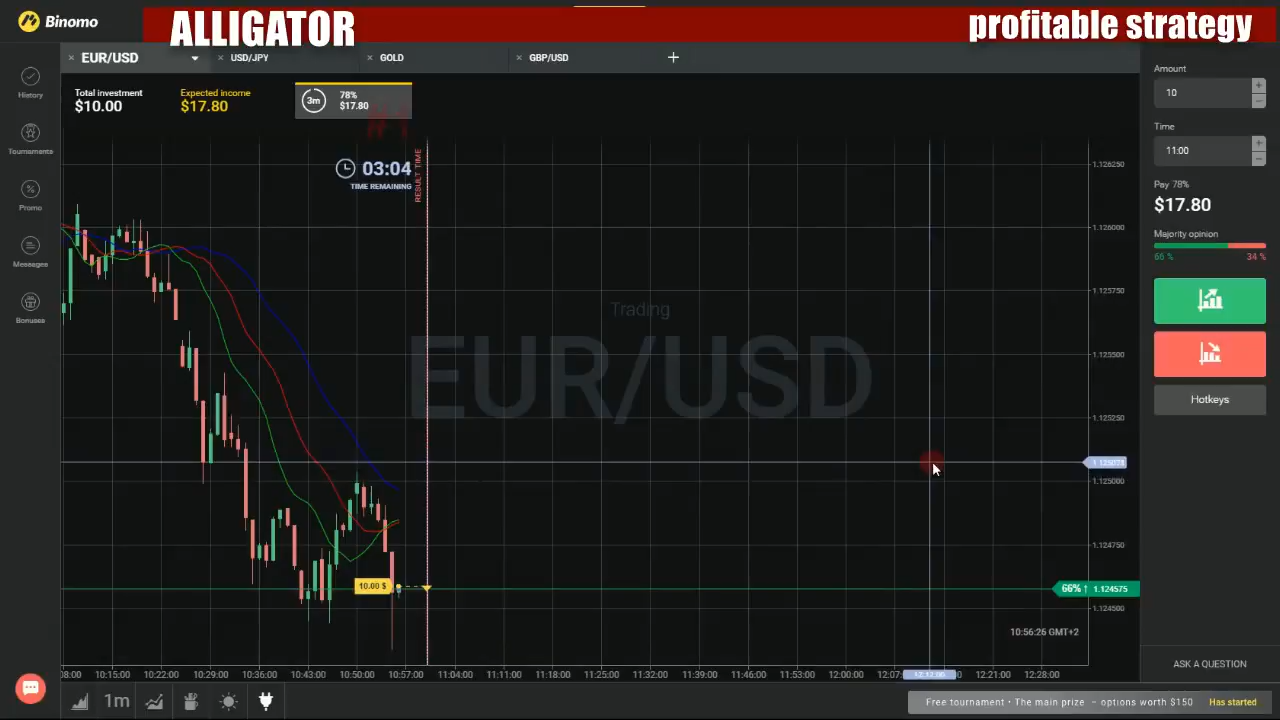 Binomo
ALLIGATOR
profitable strategy
EUR/USD
USD/JPY
GOLD
GBP/USD
History
Tournaments
Promo
Messages
Bonuses
Total investment
$10.00
Expected income
$17.80
3m
78%
$17.80
#1
03:04
TIME REMAINING
RESULT TIME
Trading
EUR/USD
10.00 $
1.126250
1.126000
1.125750
1.125500
1.125250
1.125000
1.124750
66% ↑ 1.124575
1.124500
10:56:26 GMT+2
10:15:00 10:22:00 10:29:00 10:36:00 10:43:00 10:50:00 10:57:00 11:04:00 11:11:00 11:18:00 11:25:00 11:32:00 11:39:00 11:46:00 11:53:00 12:00:00 12:21:00 12:28:00
1m
Amount
10
Time
11:00
Pay 78%
$17.80
Majority opinion
66 % 34 %
Hotkeys
ASK A QUESTION
Free tournament • The main prize – options worth $150 Has started